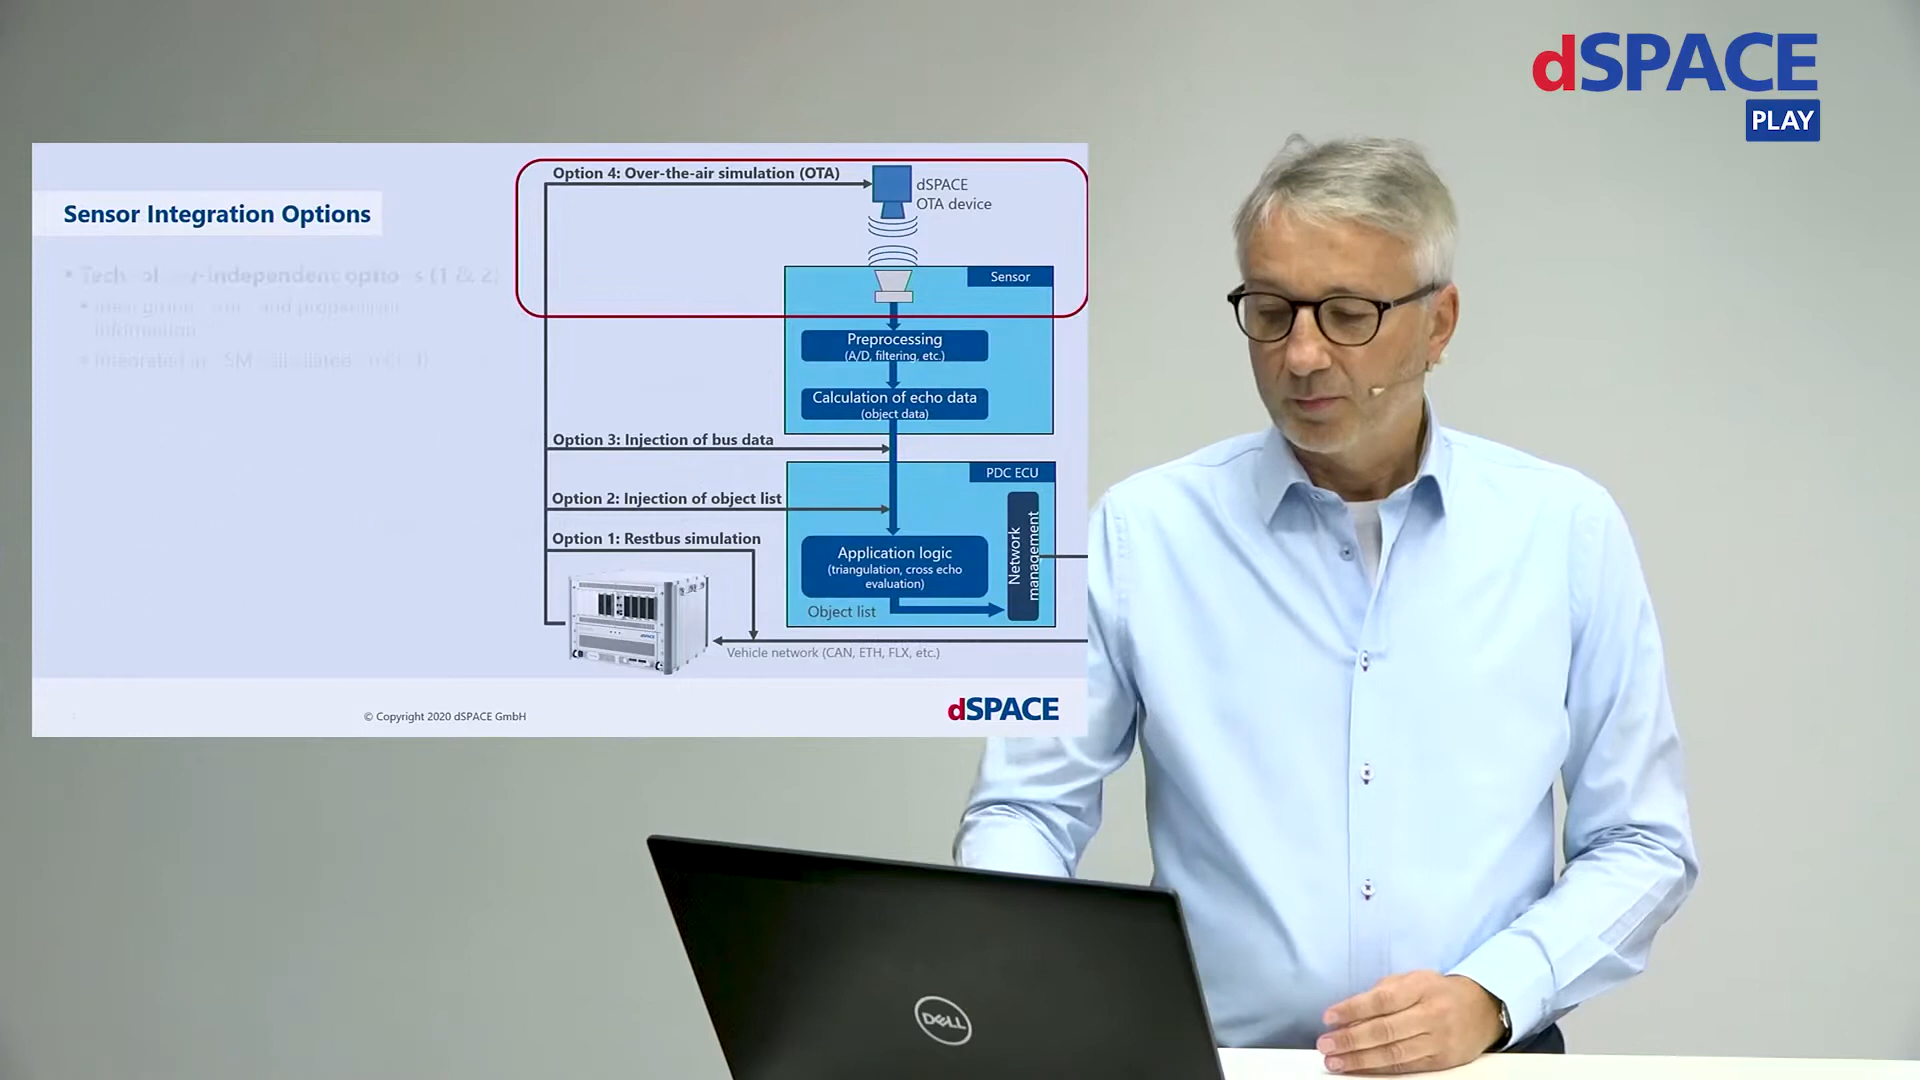 dSPACE
PLAY
Sensor Integration Options
Option 4: Over-the-air simulation (OTA)
dSPACE
OTA device
Sensor
Preprocessing
(A/D, filtering, etc.)
Calculation of echo data
(object data)
Option 3: Injection of bus data
PDC ECU
Option 2: Injection of object list
Option 1: Restbus simulation
Application logic
(triangulation, cross echo
evaluation)
Network
management
Object list
Vehicle network (CAN, ETH, FLX, etc.)
© Copyright 2020 dSPACE GmbH
dSPACE
DELL